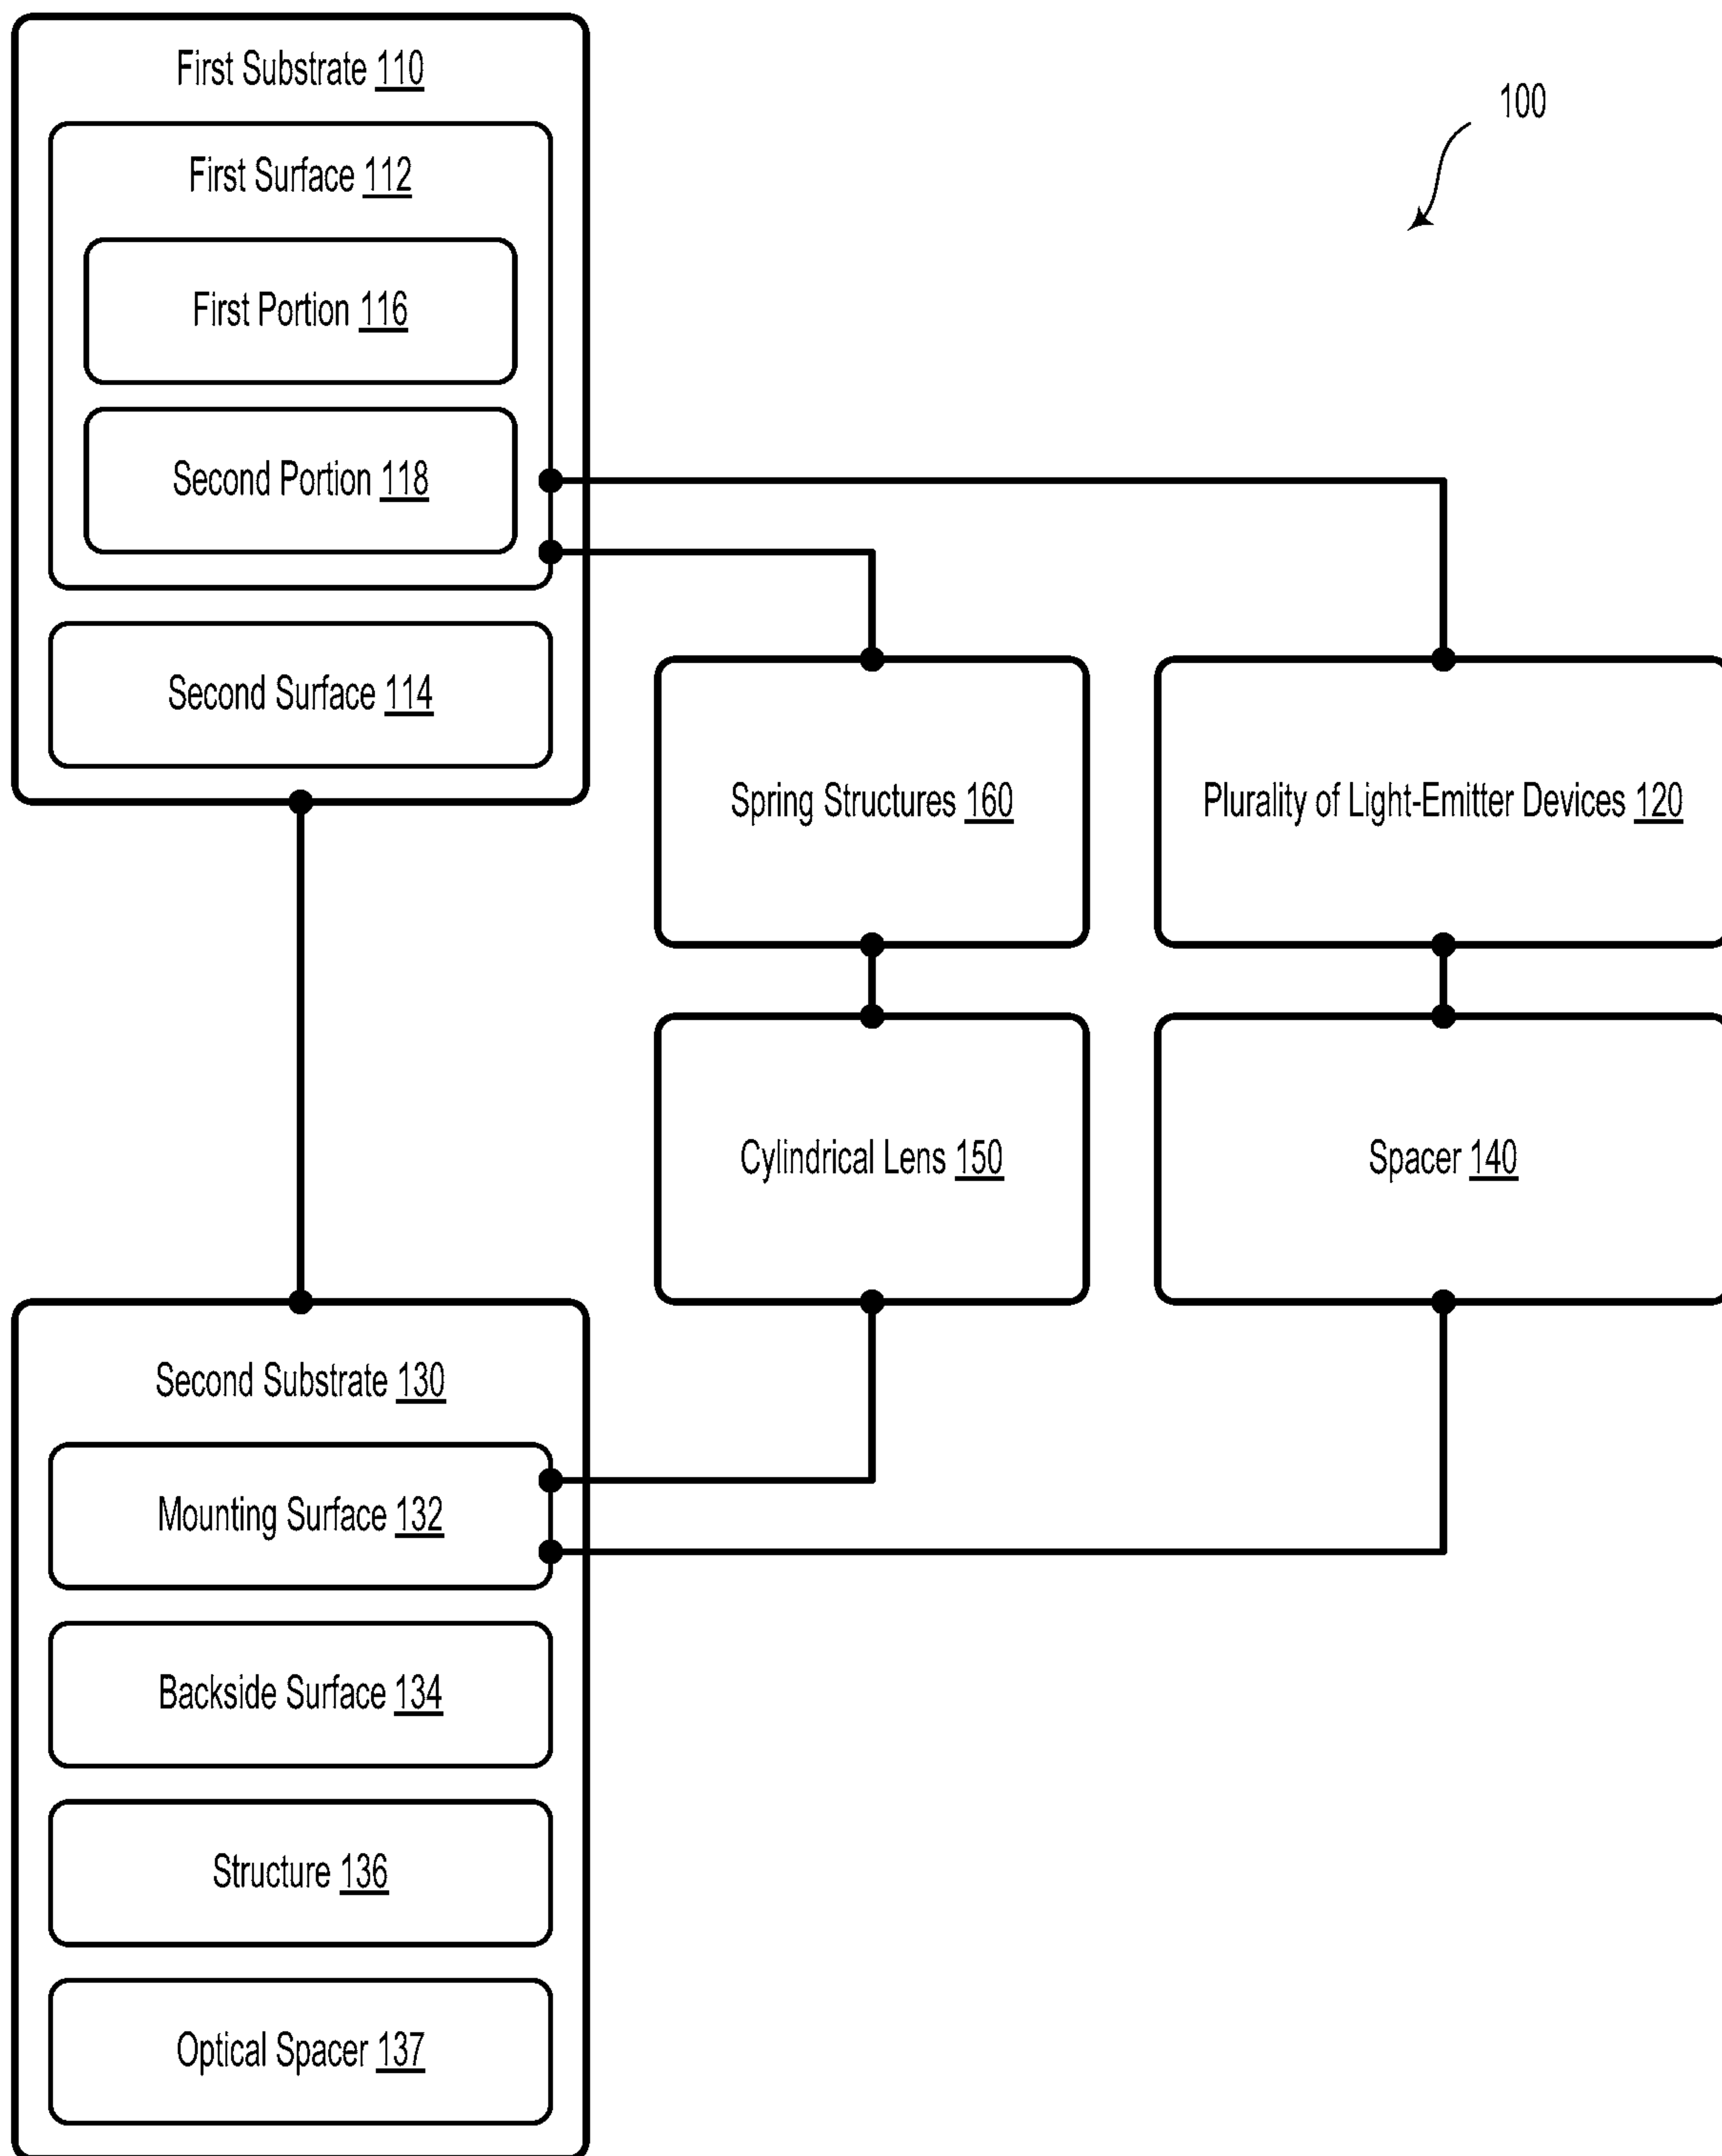 First Substrate 110
100
First Surface 112
First Portion 116
Second Portion 118
Second Surface 114
Spring Structures 160
Plurality of Light-Emitter Devices 120
Cylindrical Lens 150
Spacer 140
Second Substrate 130
Mounting Surface 132
Backside Surface 134
Structure 136
Optical Spacer 137